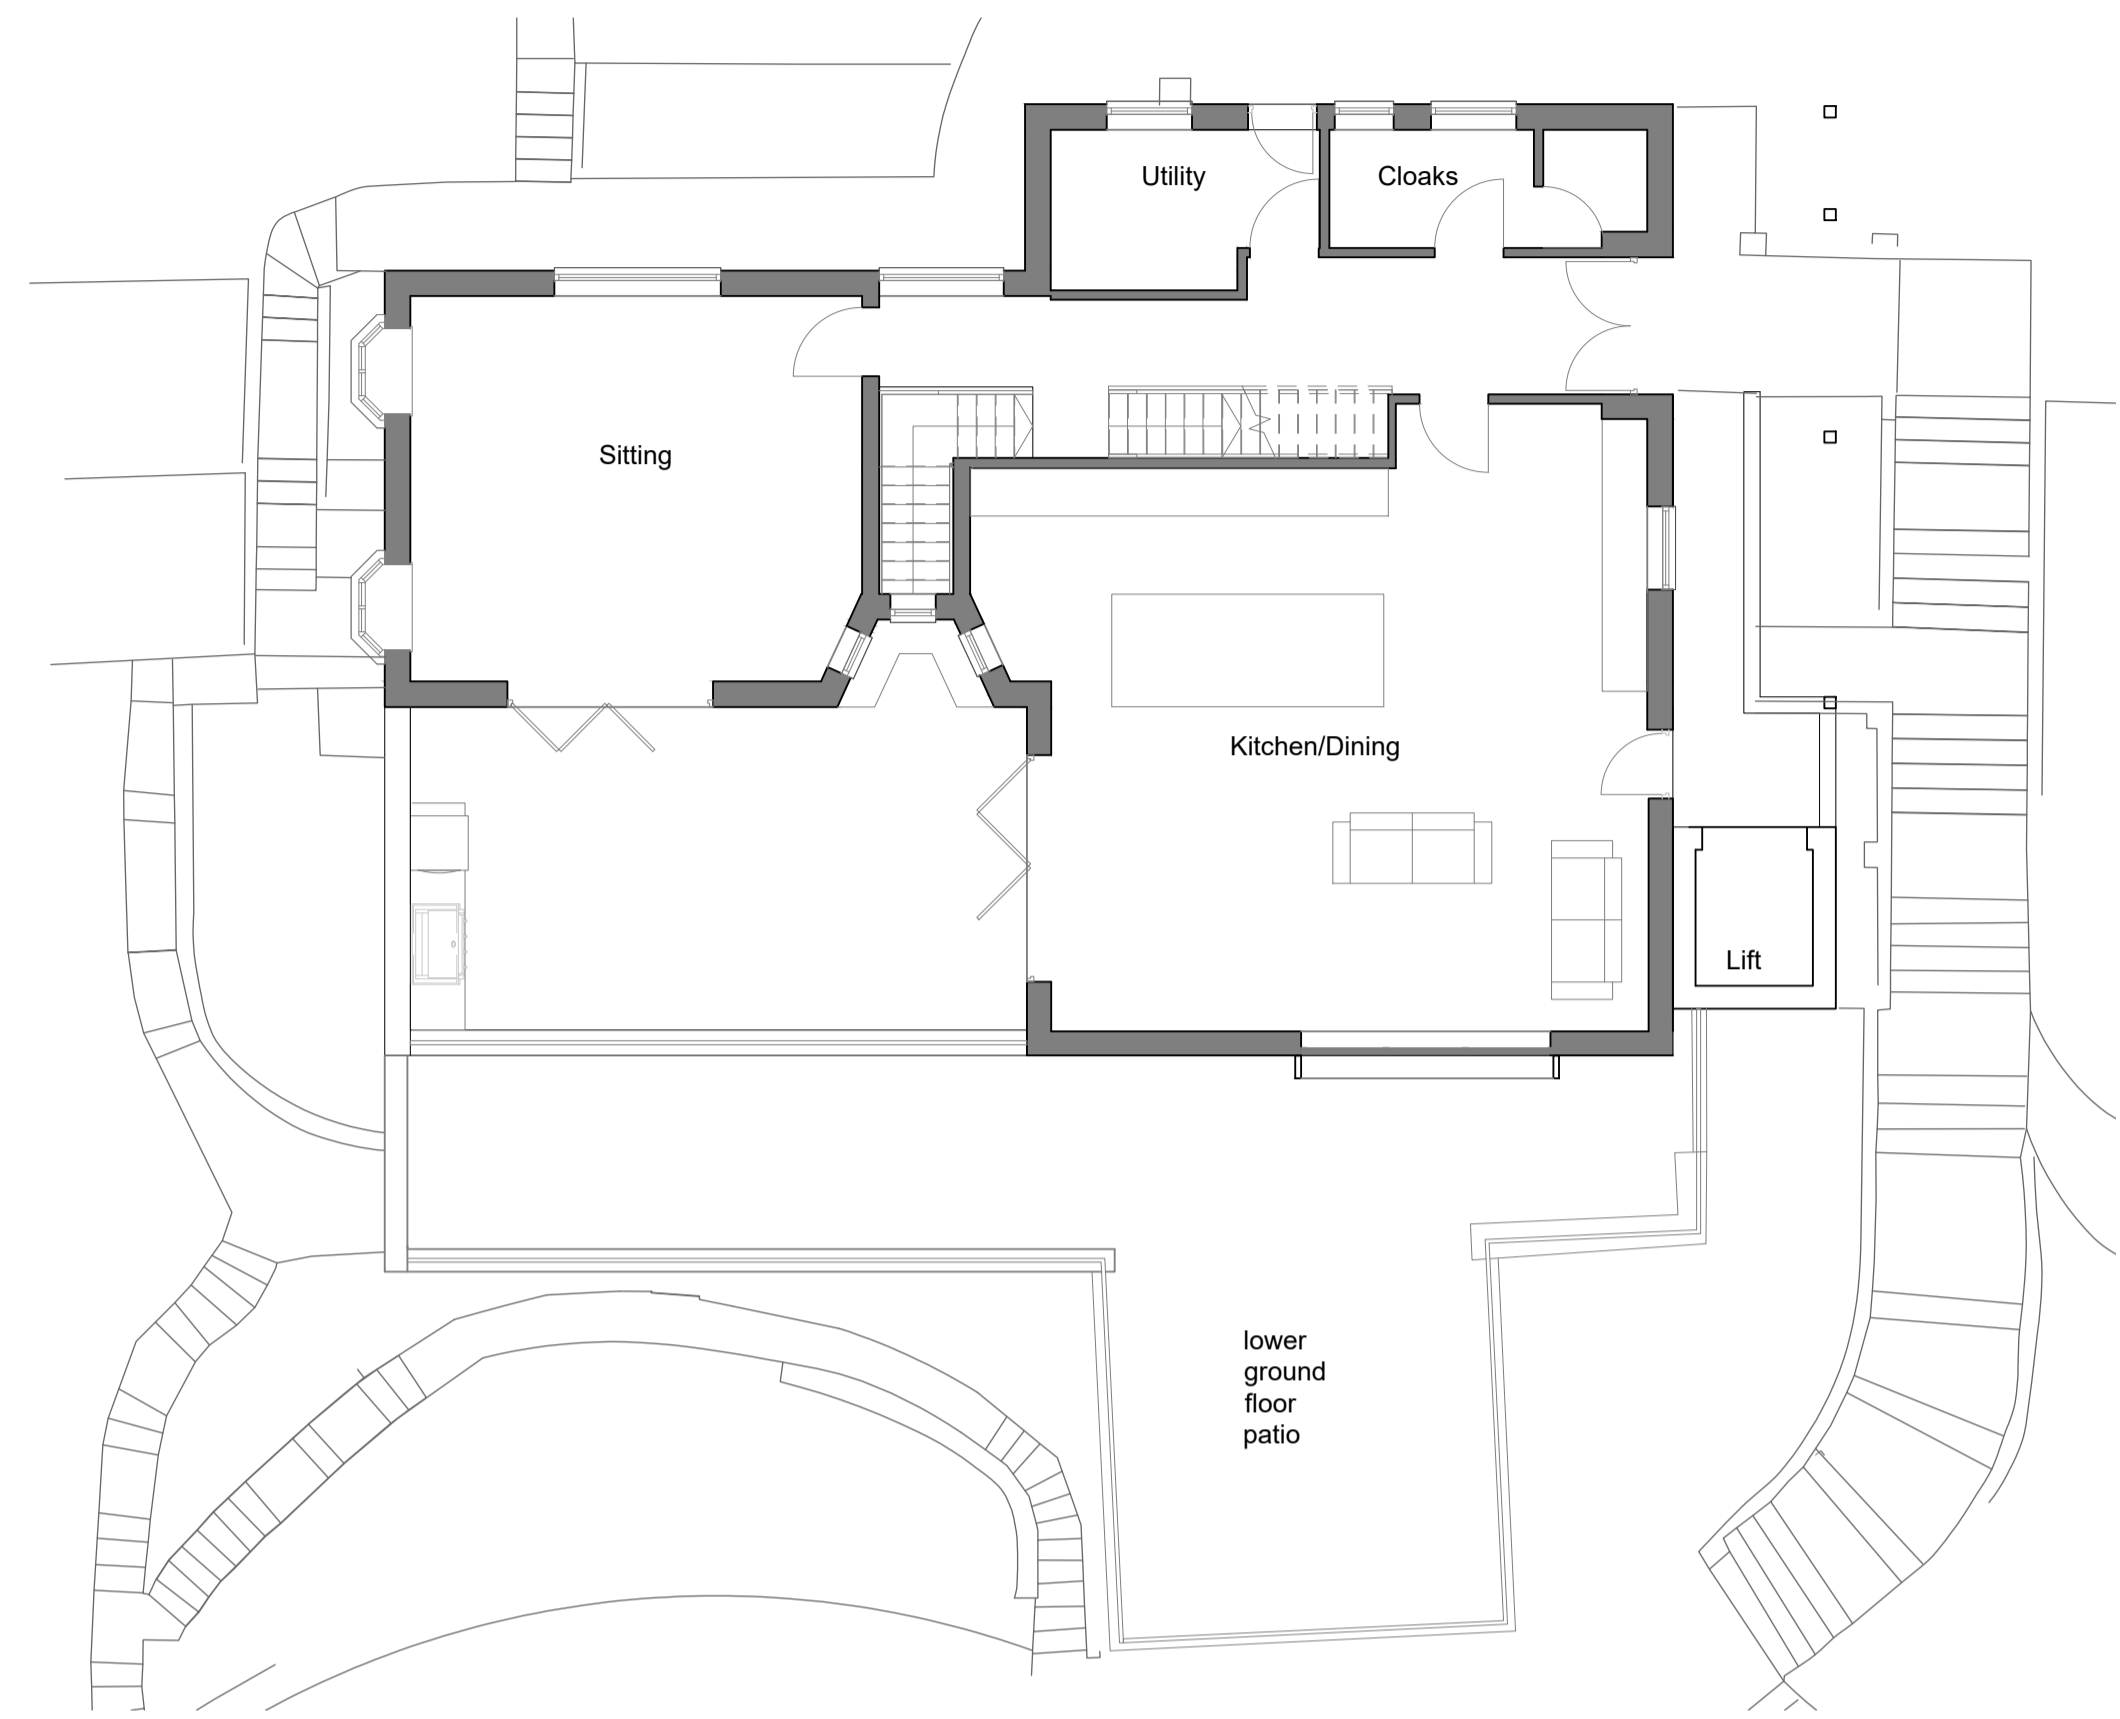 Utility
Cloaks
Sitting
Kitchen/Dining
Lift
lower
ground
floor
patio